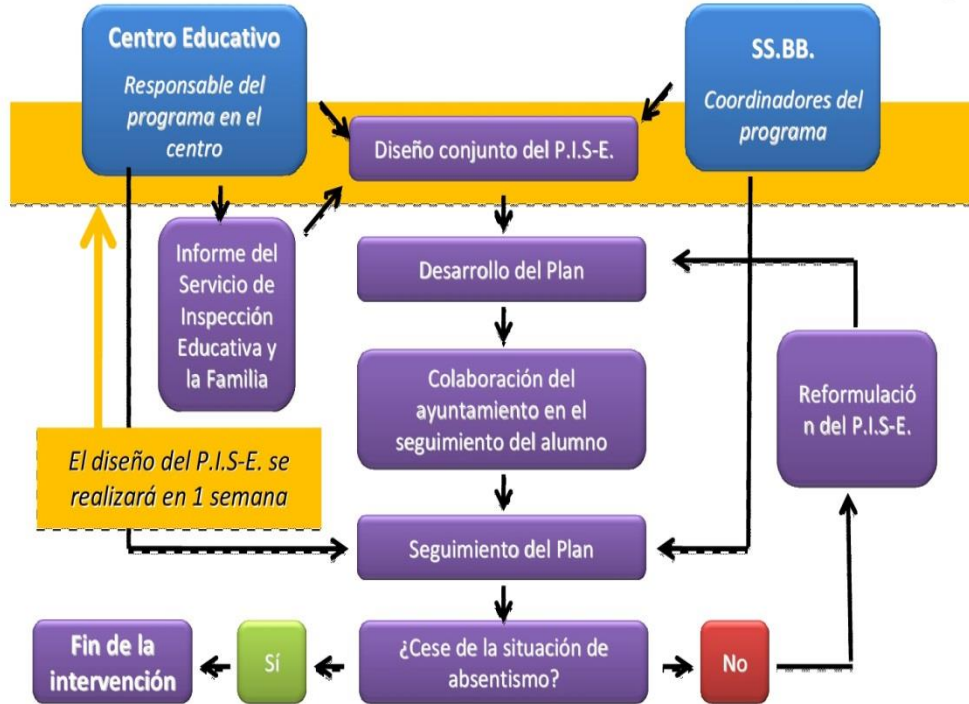 Centro Educativo
Responsable del
programa en el
centro
SS.BB.
Coordinadores del
programa
Diseño conjunto del P.I.S-E.
Informe del
Servicio de
Inspección
Educativa y
la Familia
Desarrollo del Plan
Colaboración del
ayuntamiento en el
seguimiento del alumno
Reformulació
n del P.I.S-E.
El diseño del P.I.S-E. se
realizará en 1 semana
Seguimiento del Plan
Fin de la
intervención
Sí
¿Cese de la situación de
absentismo?
No